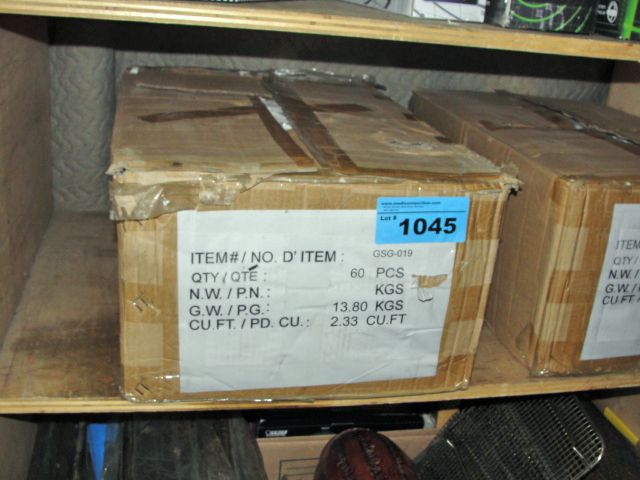 Lot #
1045
ITEM# / NO. D' ITEM : GSG-019
QTY / QTE : 60 PCS
N.W. / P.N. : KGS
G.W. / P.G. : 13.80 KGS
CU.FT. / PD. CU. : 2.33 CU.FT
ITEM
QTY /
N.W.
G.W.
CU.F